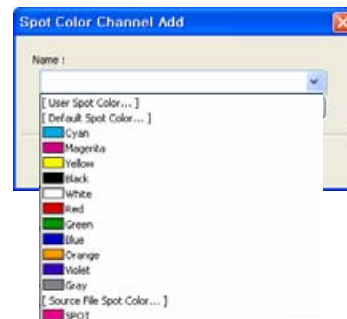 Spot Color Channel Add
Name :
[ User Spot Color... ]
[ Default Spot Color... ]
Cyan
Magenta
Yellow
Black
White
Red
Green
Blue
Orange
Violet
Gray
[ Source File Spot Color... ]
SPOT